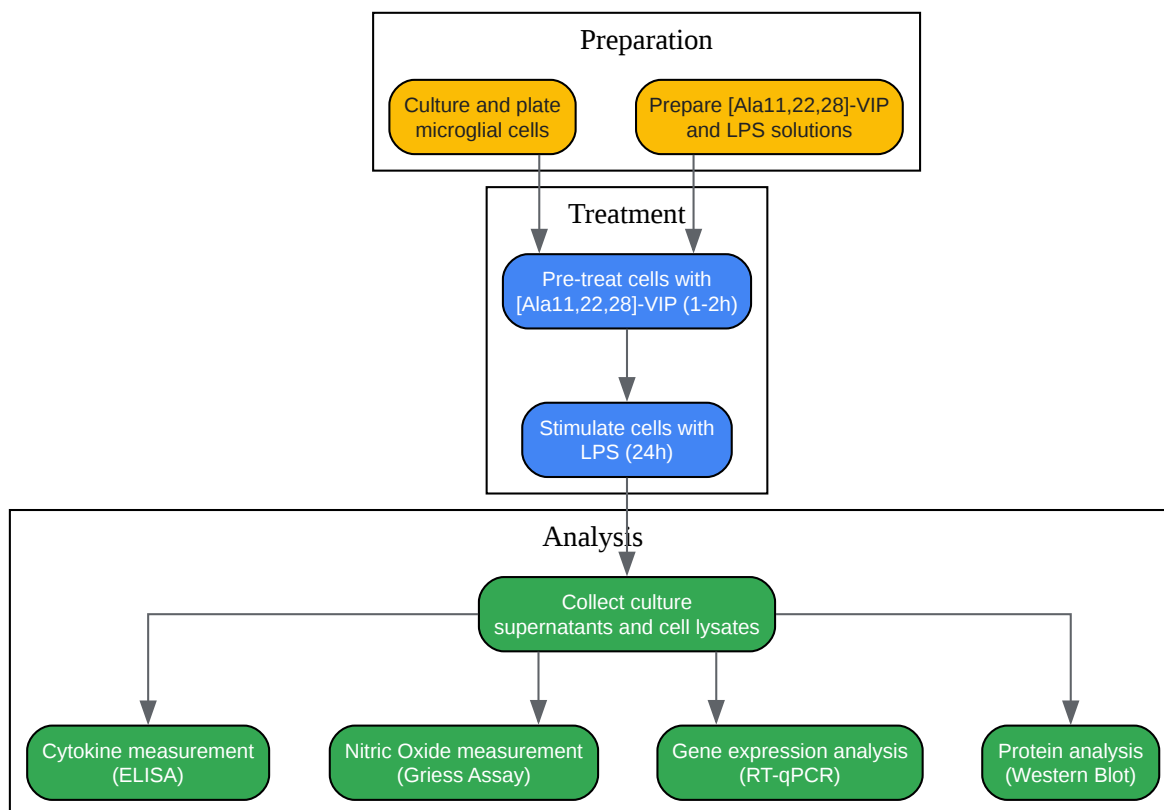 Preparation
Culture and plate
microglial cells
Prepare [Ala11,22,28]-VIP
and LPS solutions
Treatment
Pre-treat cells with
[Ala11,22,28]-VIP (1-2h)
Stimulate cells with
LPS (24h)
Analysis
Collect culture
supernatants and cell lysates
Cytokine measurement
(ELISA)
Nitric Oxide measurement
(Griess Assay)
Gene expression analysis
(RT-qPCR)
Protein analysis
(Western Blot)